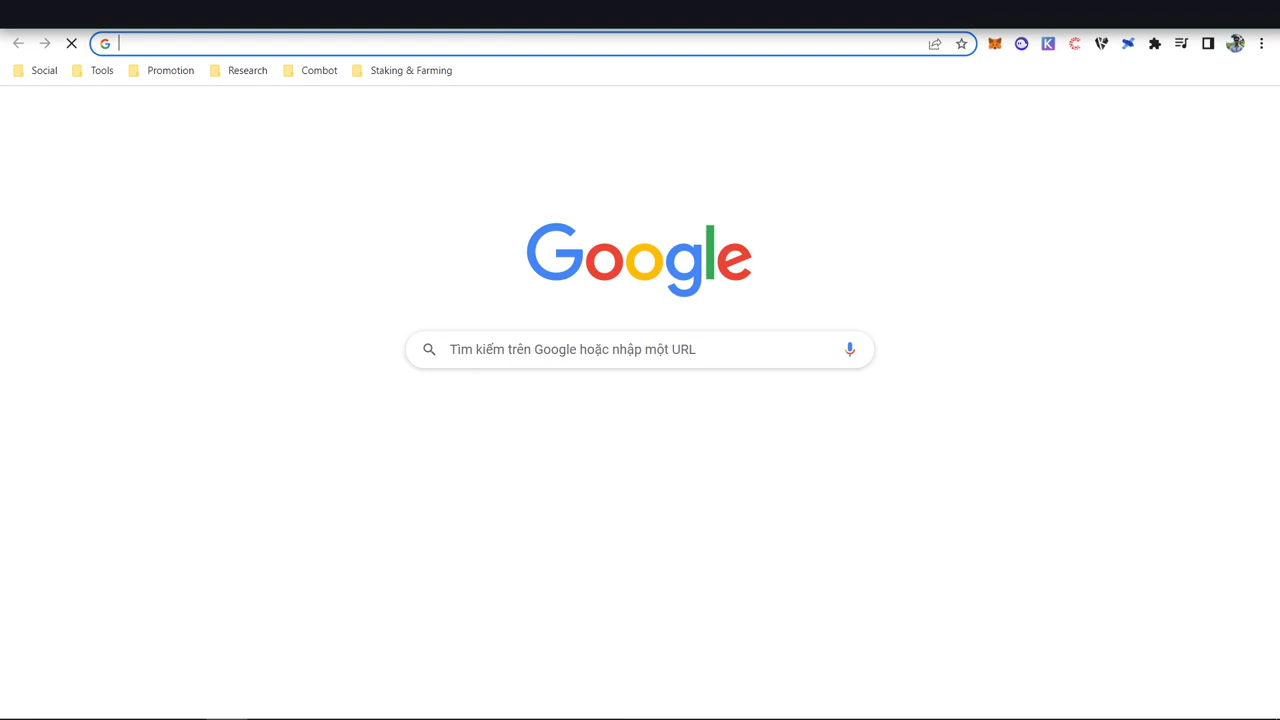 Social Tools Promotion Research Combot Staking & Farming
Google
Tìm kiếm trên Google hoặc nhập một URL